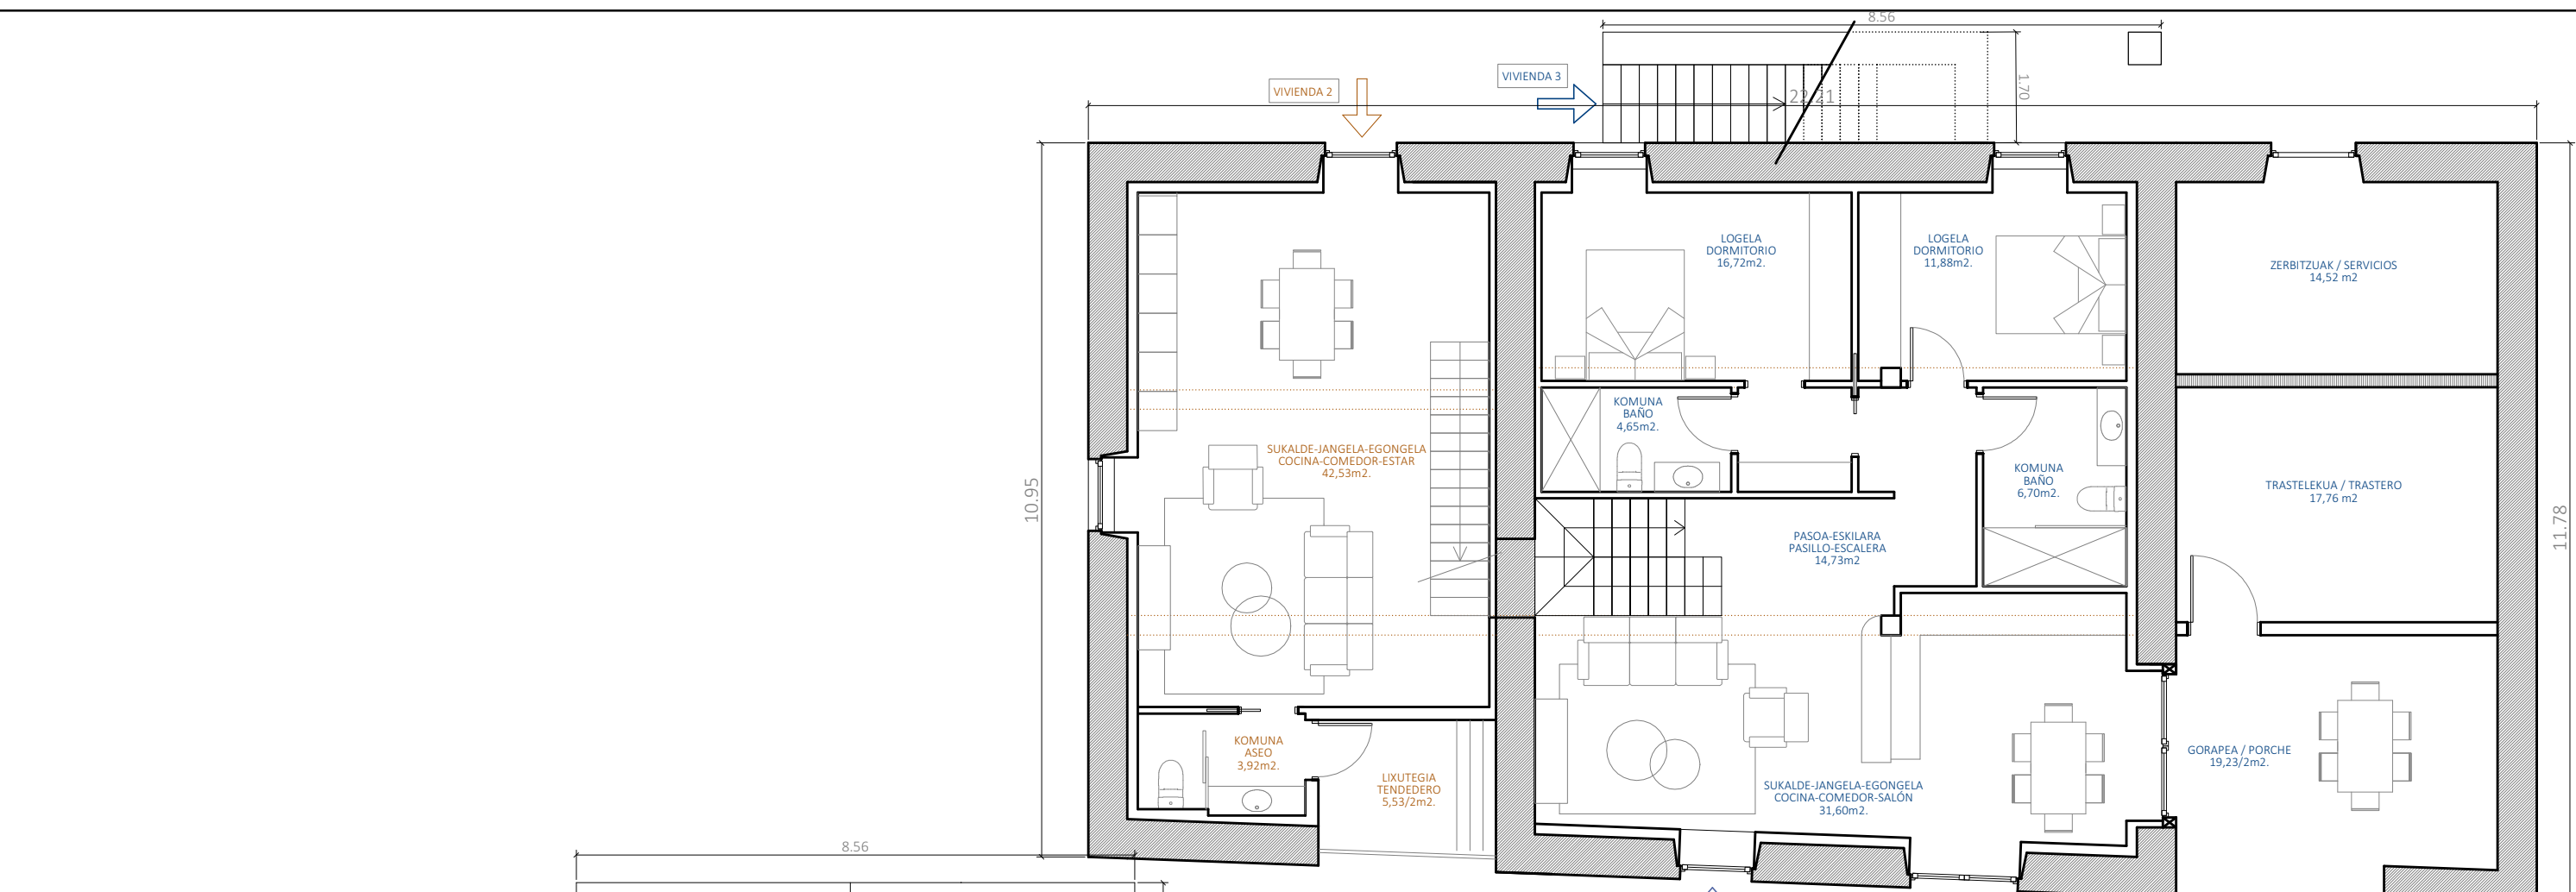 8.56
VIVIENDA 3
VIVIENDA 2
22.21
1.70
LOGELA
DORMITORIO
16,72m2.
LOGELA
DORMITORIO
11,88m2.
ZERBITZUAK / SERVICIOS
14,52 m2
KOMUNA
BAÑO
4,65m2.
SUKALDE-JANGELA-EGONGELA
COCINA-COMEDOR-ESTAR
42,53m2.
KOMUNA
BAÑO
6,70m2.
TRASTELEKUA / TRASTERO
17,76 m2
10.95
11.78
PASOA-ESKILARA
PASILLO-ESCALERA
14,73m2
KOMUNA
ASEO
3,92m2.
GORAPEA / PORCHE
19,23/2m2.
LIXUTEGIA
TENDEDERO
5,53/2m2.
SUKALDE-JANGELA-EGONGELA
COCINA-COMEDOR-SALÓN
31,60m2.
8.56